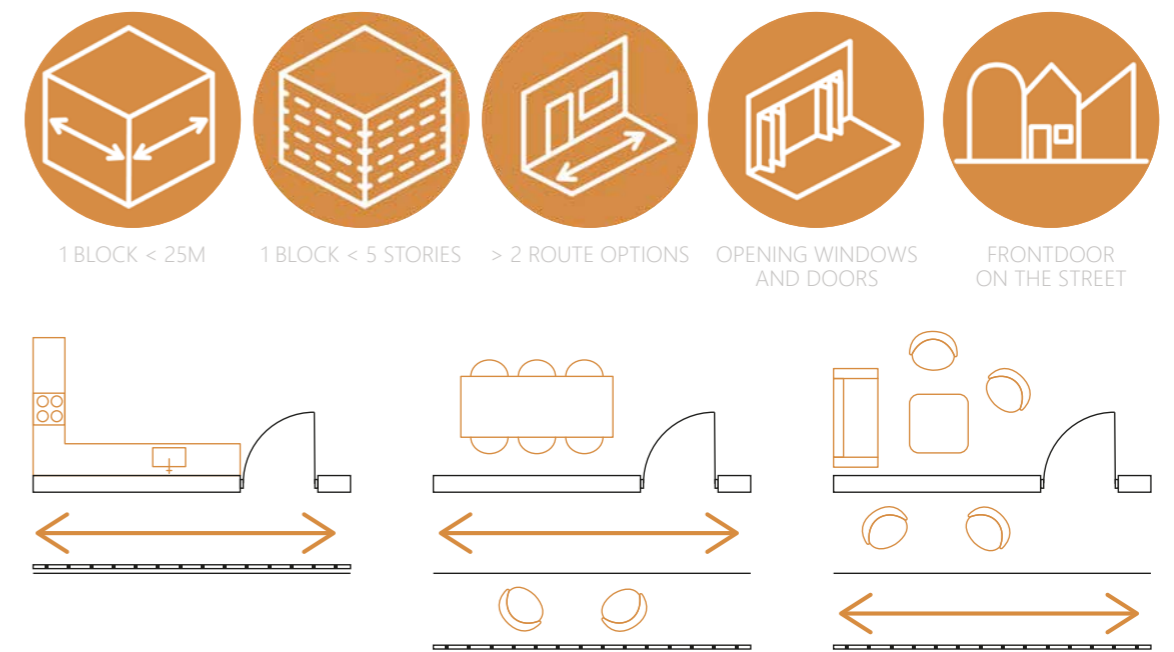 1 BLOCK < 25M
1 BLOCK < 5 STORIES
> 2 ROUTE OPTIONS
OPENING WINDOWS
AND DOORS
FRONTDOOR
ON THE STREET